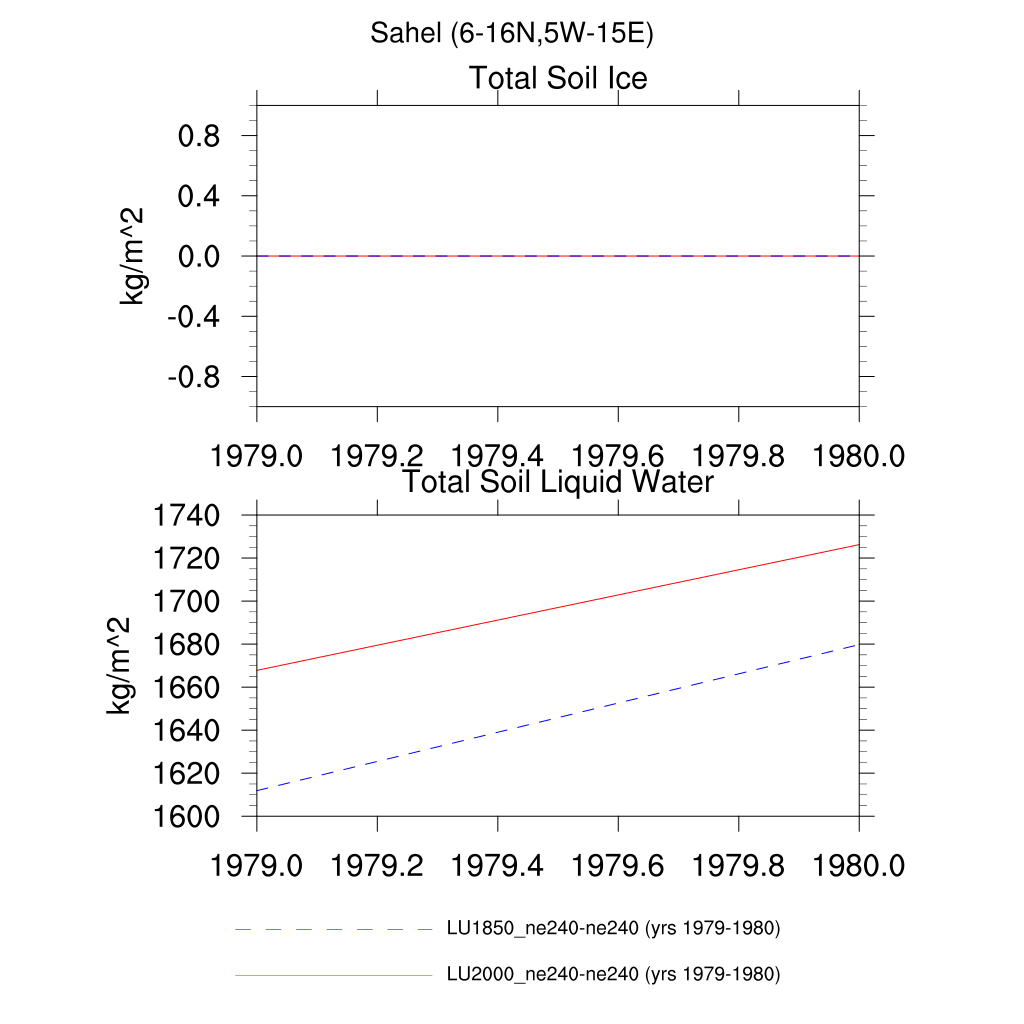 Sahel (6-16N,5W-15E)
Total Soil Ice
0.8
0.4
0.0
-0.4
-0.8
kg/m^2
1979.0 1979.2 1979.4 1979.6 1979.8 1980.0
Total Soil Liquid Water
1740
1720
1700
1680
1660
1640
1620
1600
kg/m^2
1979.0 1979.2 1979.4 1979.6 1979.8 1980.0
LU1850_ne240-ne240 (yrs 1979-1980)
LU2000_ne240-ne240 (yrs 1979-1980)